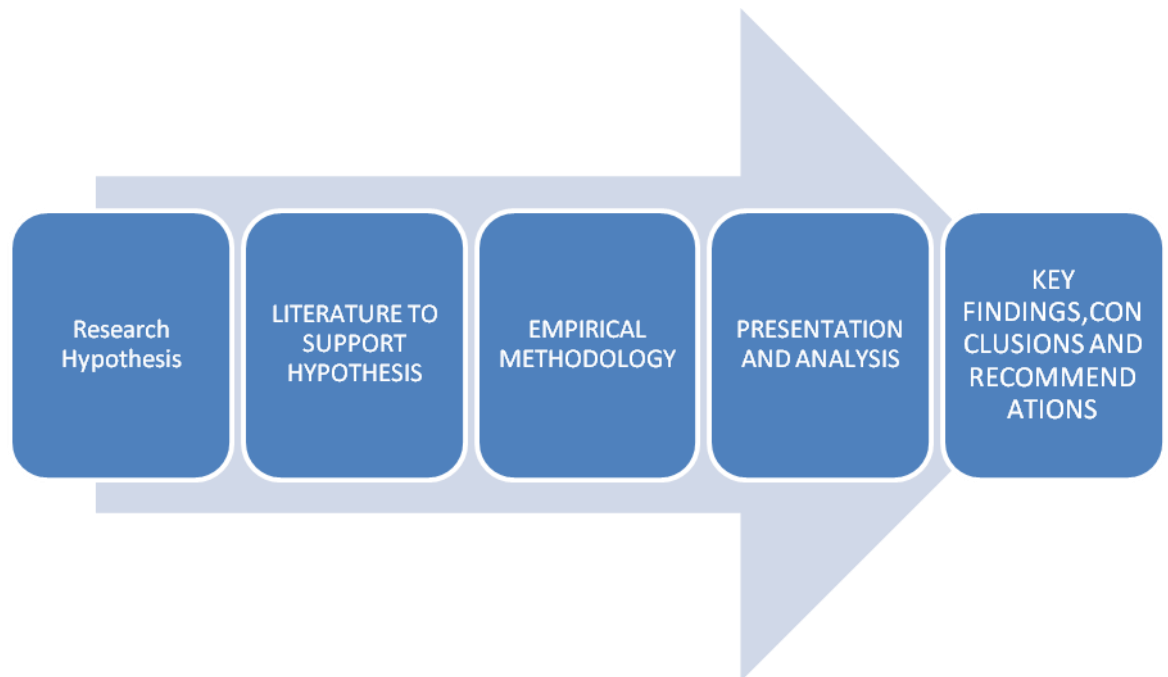 Research
Hypothesis
LITERATURE TO
SUPPORT
HYPOTHESIS
EMPIRICAL
METHODOLOGY
PRESENTATION
AND ANALYSIS
KEY
FINDINGS,CON
CLUSIONS AND
RECOMMEND
ATIONS